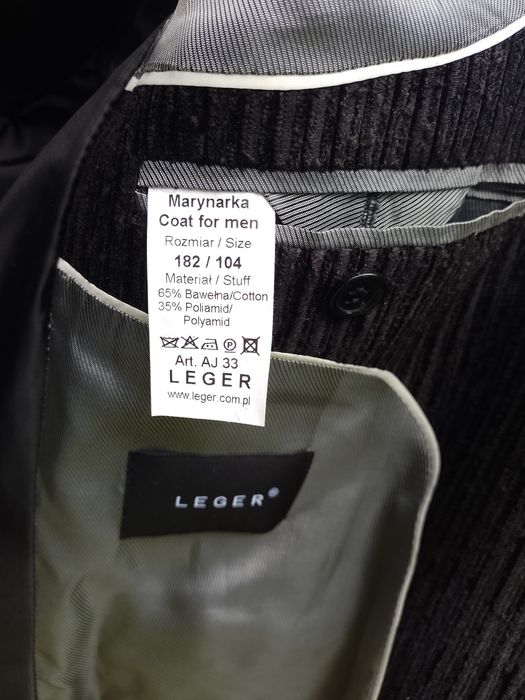 Marynarka
Coat for men
Rozmiar / Size
182 / 104
Materiał / Stuff
65% Bawełna/Cotton
35% Poliamid/
Polyamid
Art. AJ 33
LEGER
www.leger.com.pl
LEGER®